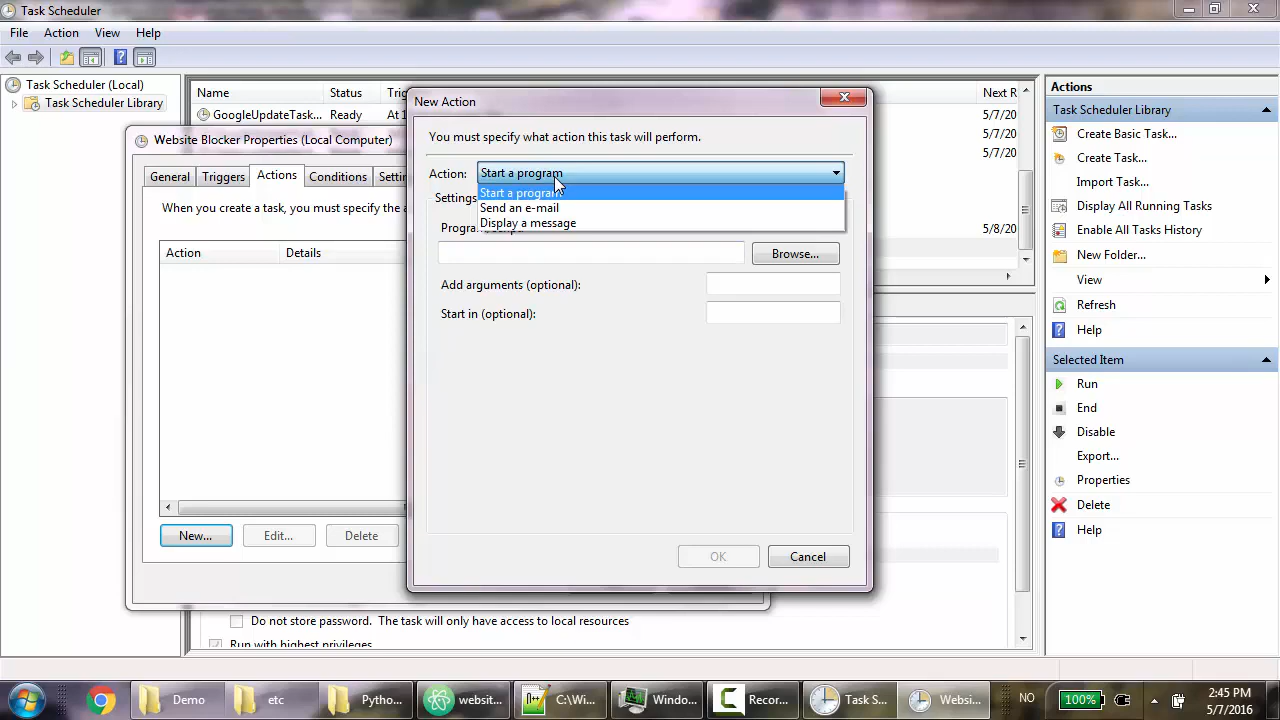 Task Scheduler
File Action View Help
Task Scheduler (Local)
Task Scheduler Library
Name Status Next R
GoogleUpdateTask... Ready At 1 5/7/20
5/7/20
5/7/20
5/8/20
Website Blocker Properties (Local Computer)
General Triggers Actions Conditions
When you create a task, you must specify the
Action Details
New... Edit... Delete
New Action
You must specify what action this task will perform.
Action: Start a program
Start a program
Send an e-mail
Display a message
Settings
Browse...
Add arguments (optional):
Start in (optional):
OK Cancel
Do not store password. The task will only have access to local resources
Run with highest privileges
Actions
Task Scheduler Library
Create Basic Task...
Create Task...
Import Task...
Display All Running Tasks
Enable All Tasks History
New Folder...
View
Refresh
Help
Selected Item
Run
End
Disable
Export...
Properties
Delete
Help
Demo etc Pytho... websit... C:\Wi... Windo... Recor... Task S... Websi... NO 100% 2:45 PM
5/7/2016